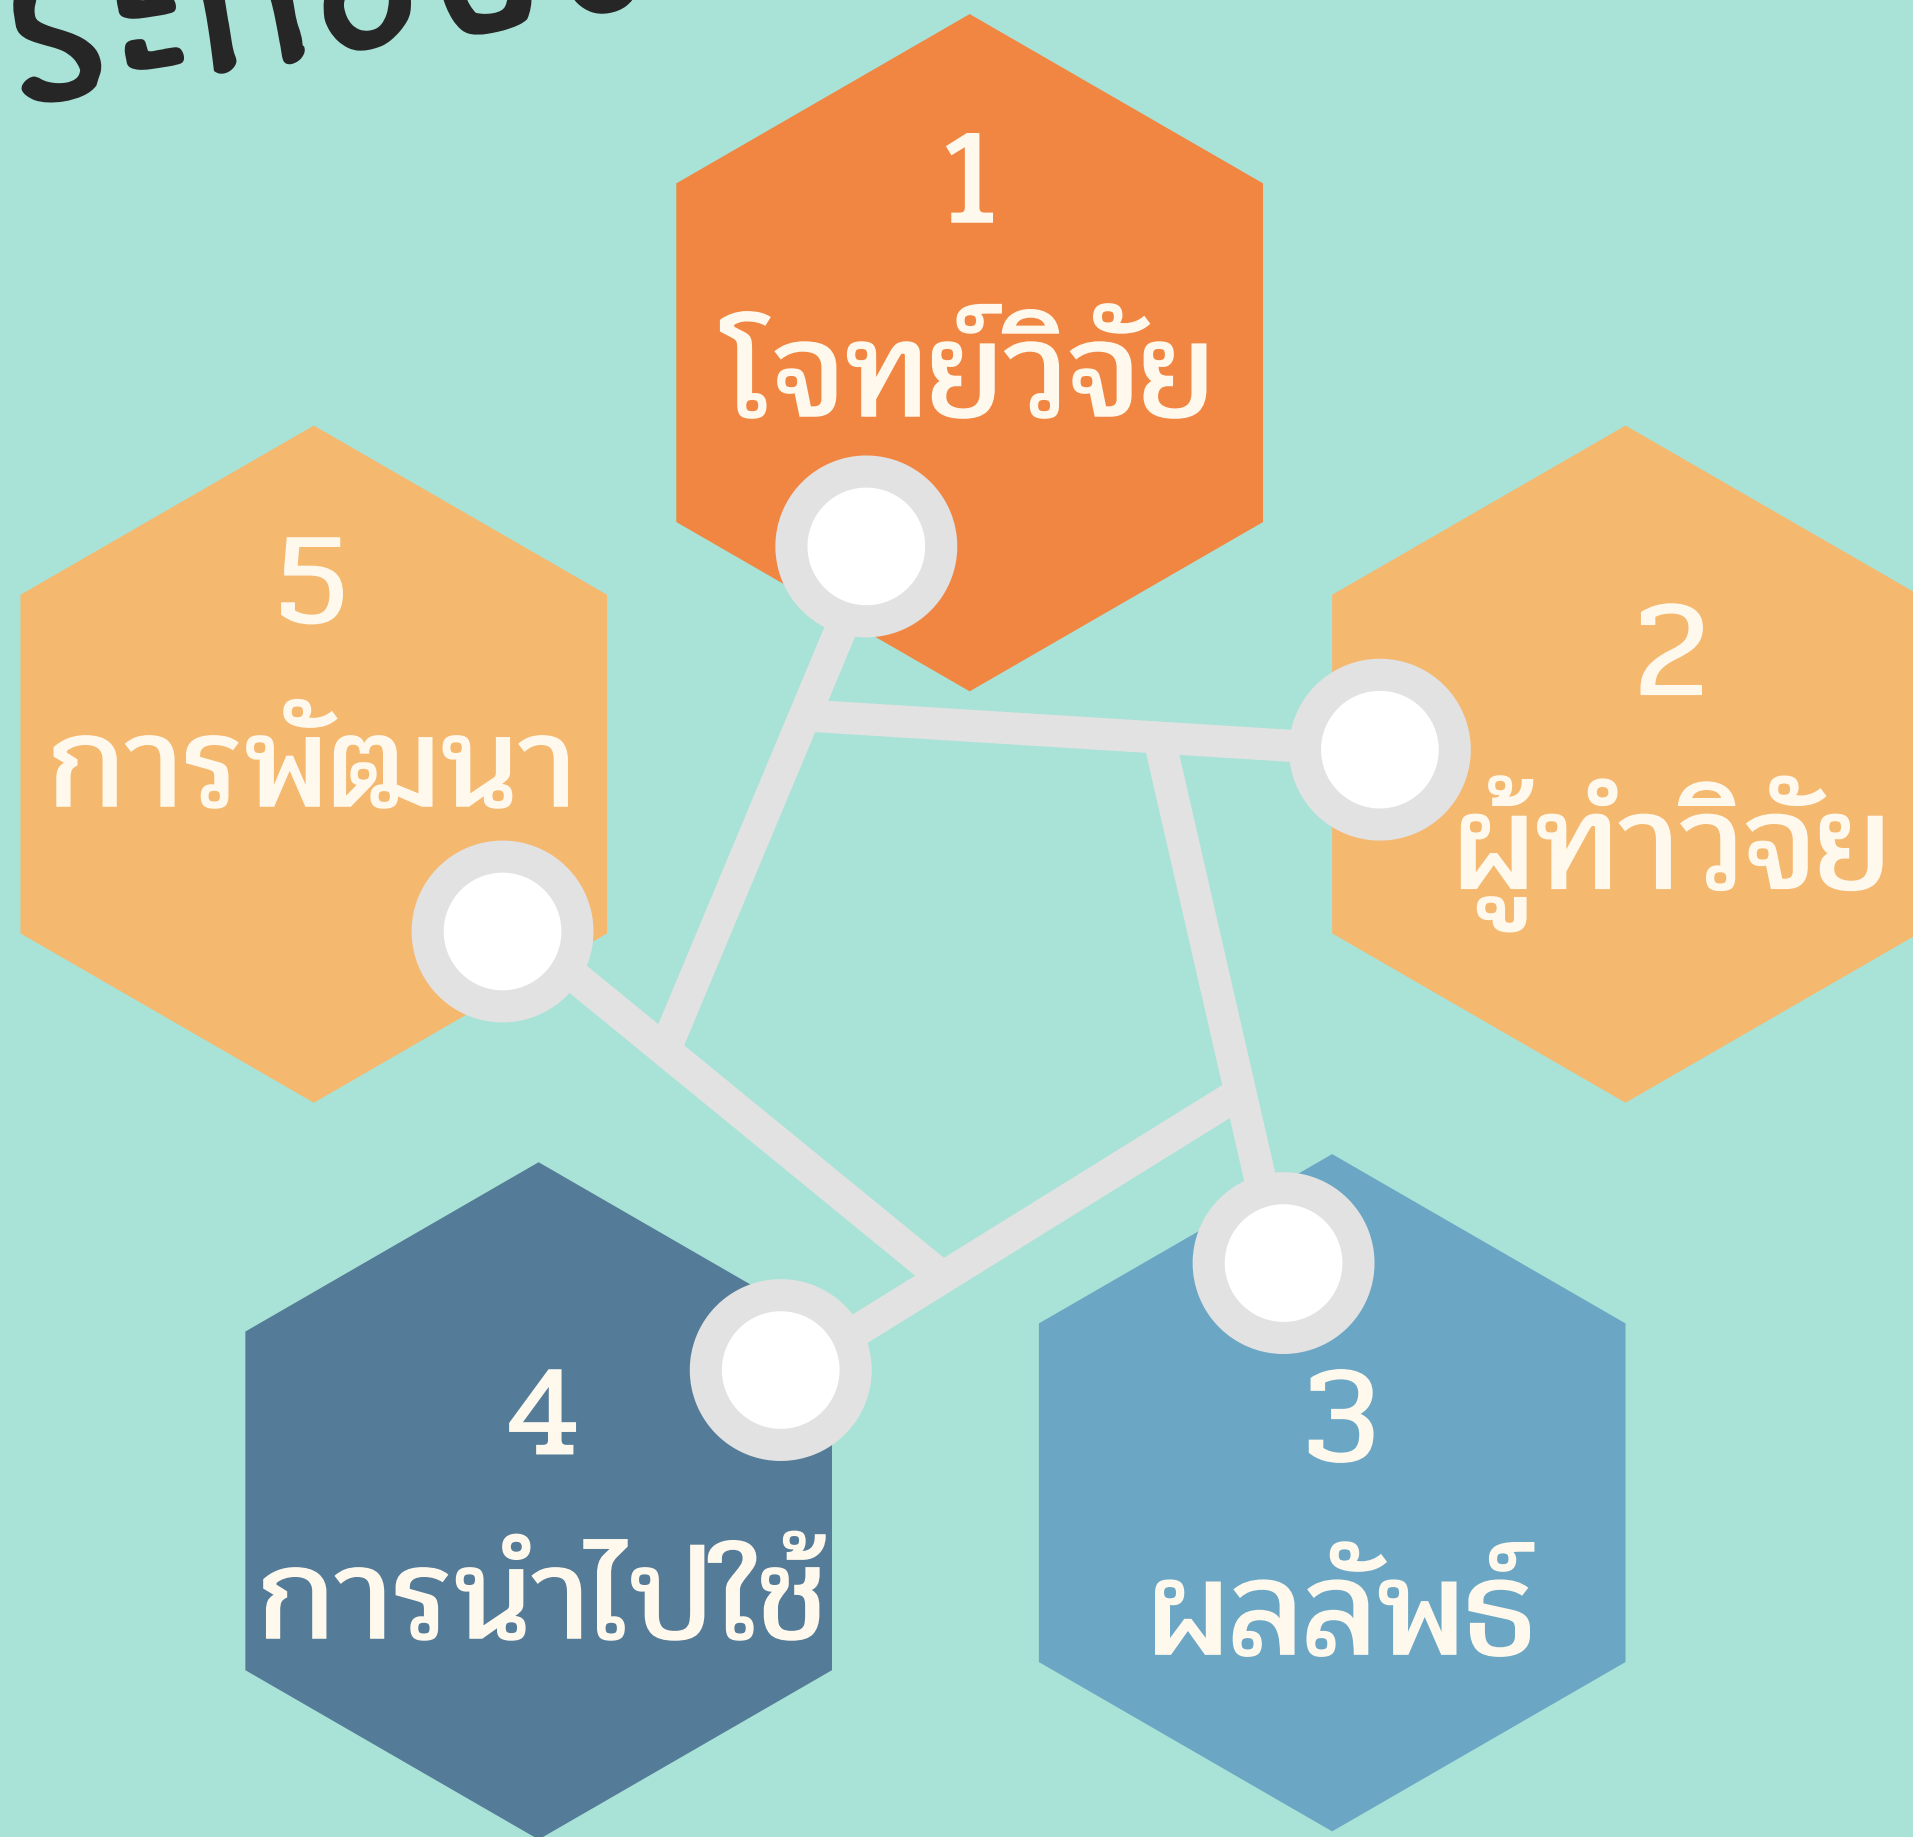 1
โจทย์วิจัย
2
ผู้ทำวิจัย
3
ผลลัพธ์
4
การนำไปใช้
5
การพัฒนา